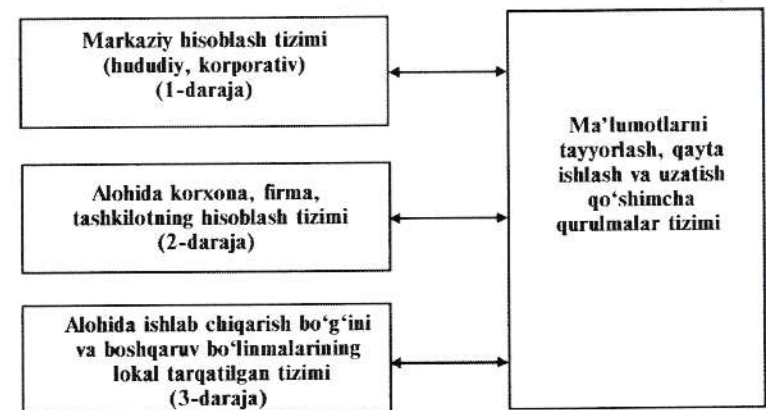 Markaziy hisoblash tizimi
(hududiy, korporativ)
(1-daraja)
Alohida korxona, firma,
tashkilotning hisoblash tizimi
(2-daraja)
Alohida ishlab chiqarish bo‘g‘ini
va boshqaruv bo‘linmalarining
lokal tarqatilgan tizimi
(3-daraja)
Ma’lumotlarni
tayyorlash, qayta
ishlash va uzatish
qo‘shimcha
qurulmalar tizimi